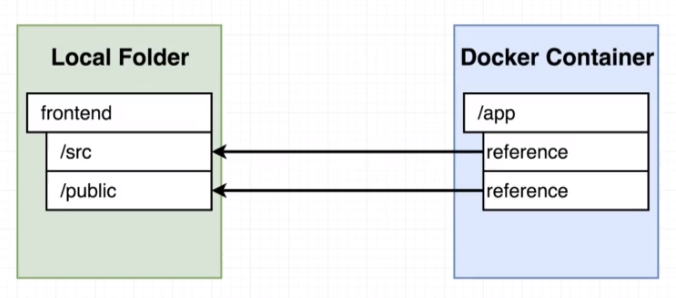 Local Folder
frontend
/src
/public
Docker Container
/app
reference
reference